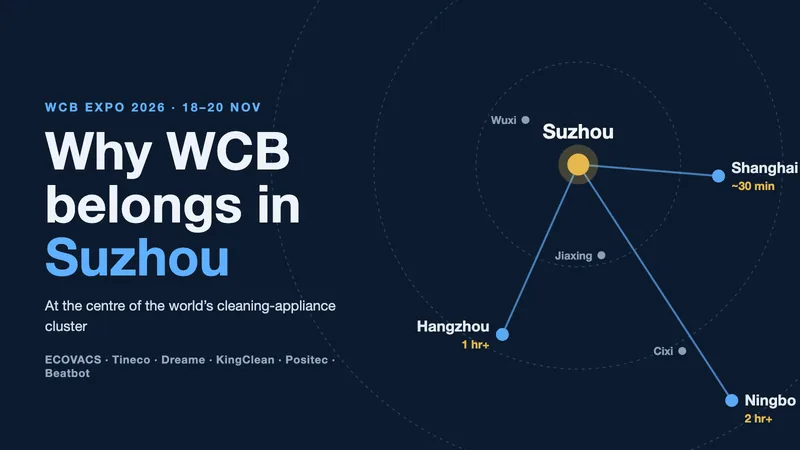 WCB EXPO 2026 · 18–20 NOV
Why WCB
belongs in
Suzhou
At the centre of the world's cleaning-appliance
cluster
ECOVACS · Tineco · Dreame · KingClean · Positec ·
Beatbot
Wuxi
Suzhou
Shanghai
~30 min
Jiaxing
Hangzhou
1 hr+
Cixi
Ningbo
2 hr+